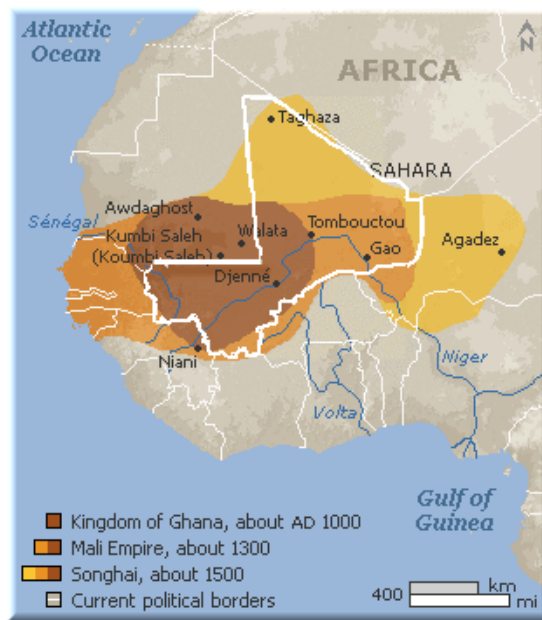 Atlantic
Ocean
N
AFRICA
Taghaza
SAHARA
Awdaghost
Sénégal
Walata
Tombouctou
Kumbi Saleh
(Koumbi Saleh)
Gao
Agadez
Djenné
Niani
Niger
Volta
Gulf of
Guinea
Kingdom of Ghana, about AD 1000
Mali Empire, about 1300
Songhai, about 1500
Current political borders
400 km
mi